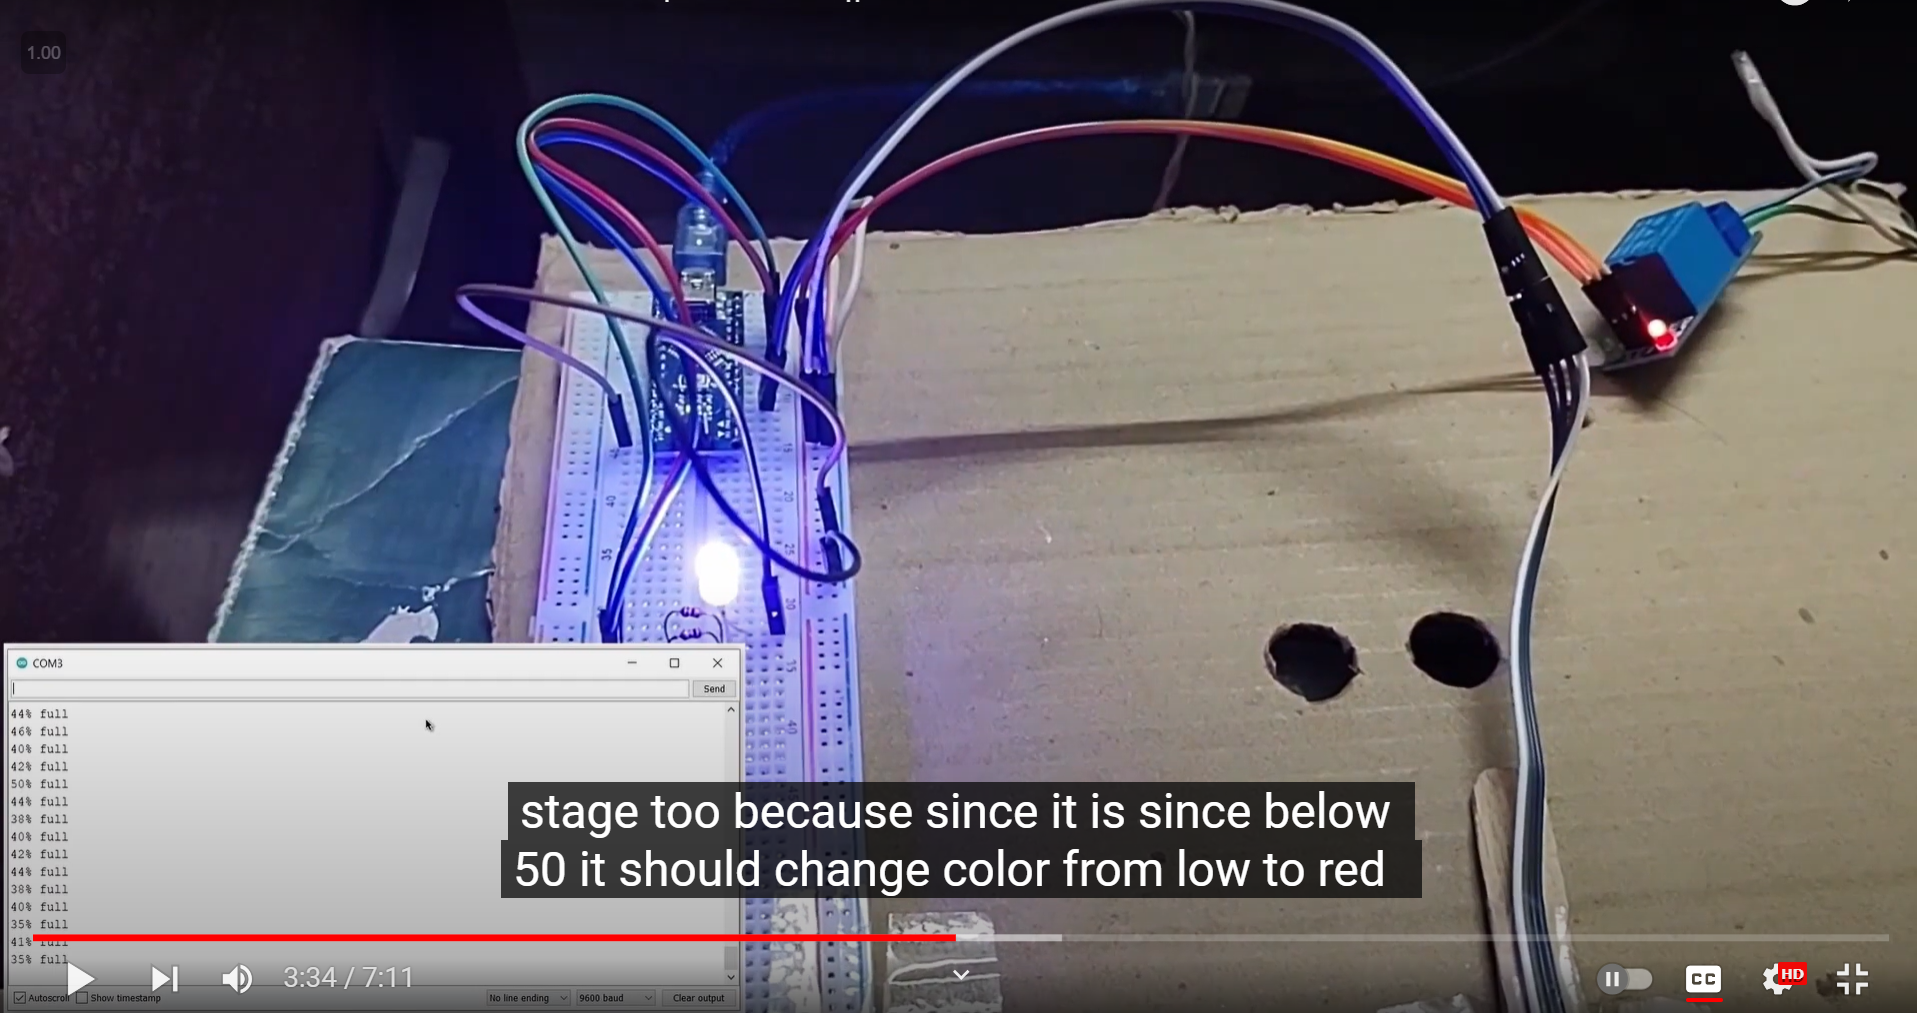 1.00
COM3
Send
44% full
46% full
40% full
42% full
50% full
44% full
38% full
40% full
42% full
44% full
38% full
40% full
35% full
41% full
35% full
Autoscroll
Show timestamp
No line ending
9600 baud
Clear output
stage too because since it is since below
50 it should change color from low to red
3:34 / 7:11
CC
HD